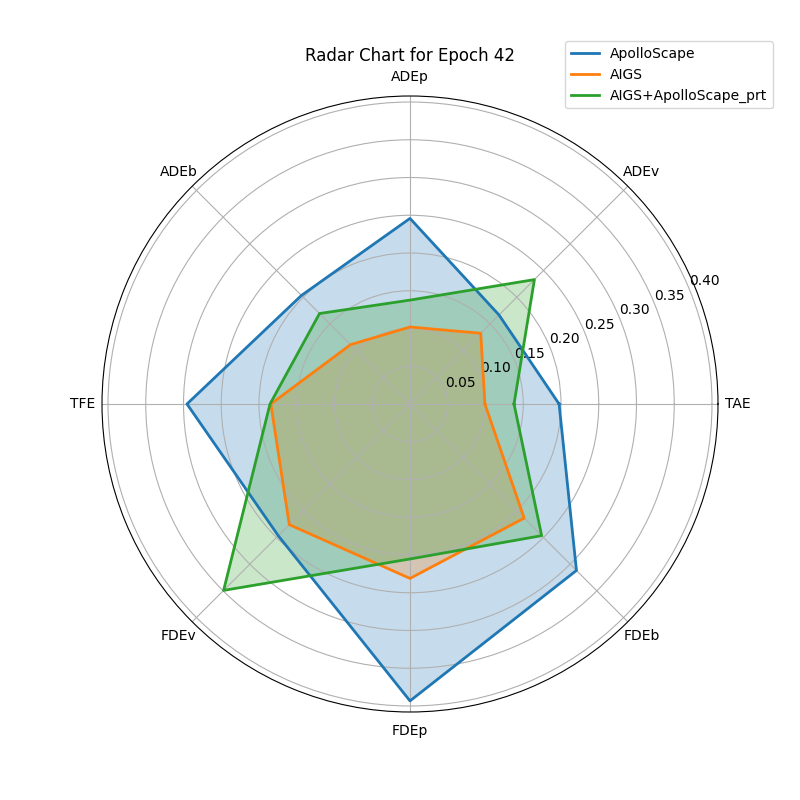 Radar Chart for Epoch 42
ApolloScape
AIGS
AIGS+ApolloScape_prt
ADEp
ADEb
ADEv
0.40
0.35
0.30
0.25
0.20
0.15
0.10
0.05
TFE
TAE
FDEv
FDEb
FDEp